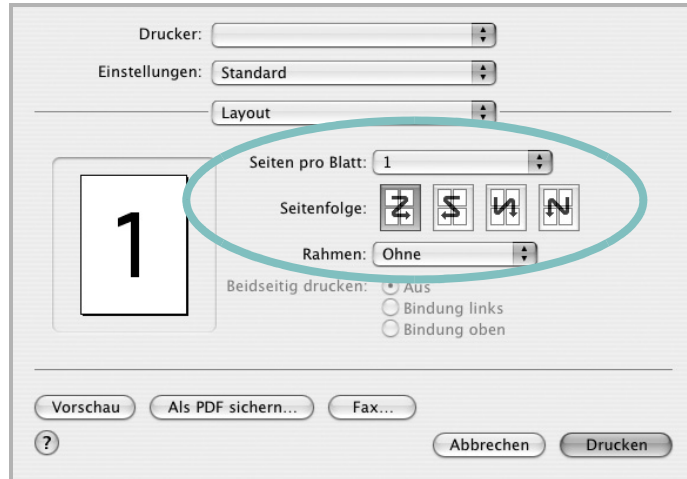 Drucker:
Einstellungen: Standard
Layout
Seiten pro Blatt: 1
Seitenfolge:
1
Rahmen: Ohne
Beidseitig drucken: Aus
Bindung links
Bindung oben
Vorschau Als PDF sichern... Fax...
? Abbrechen Drucken